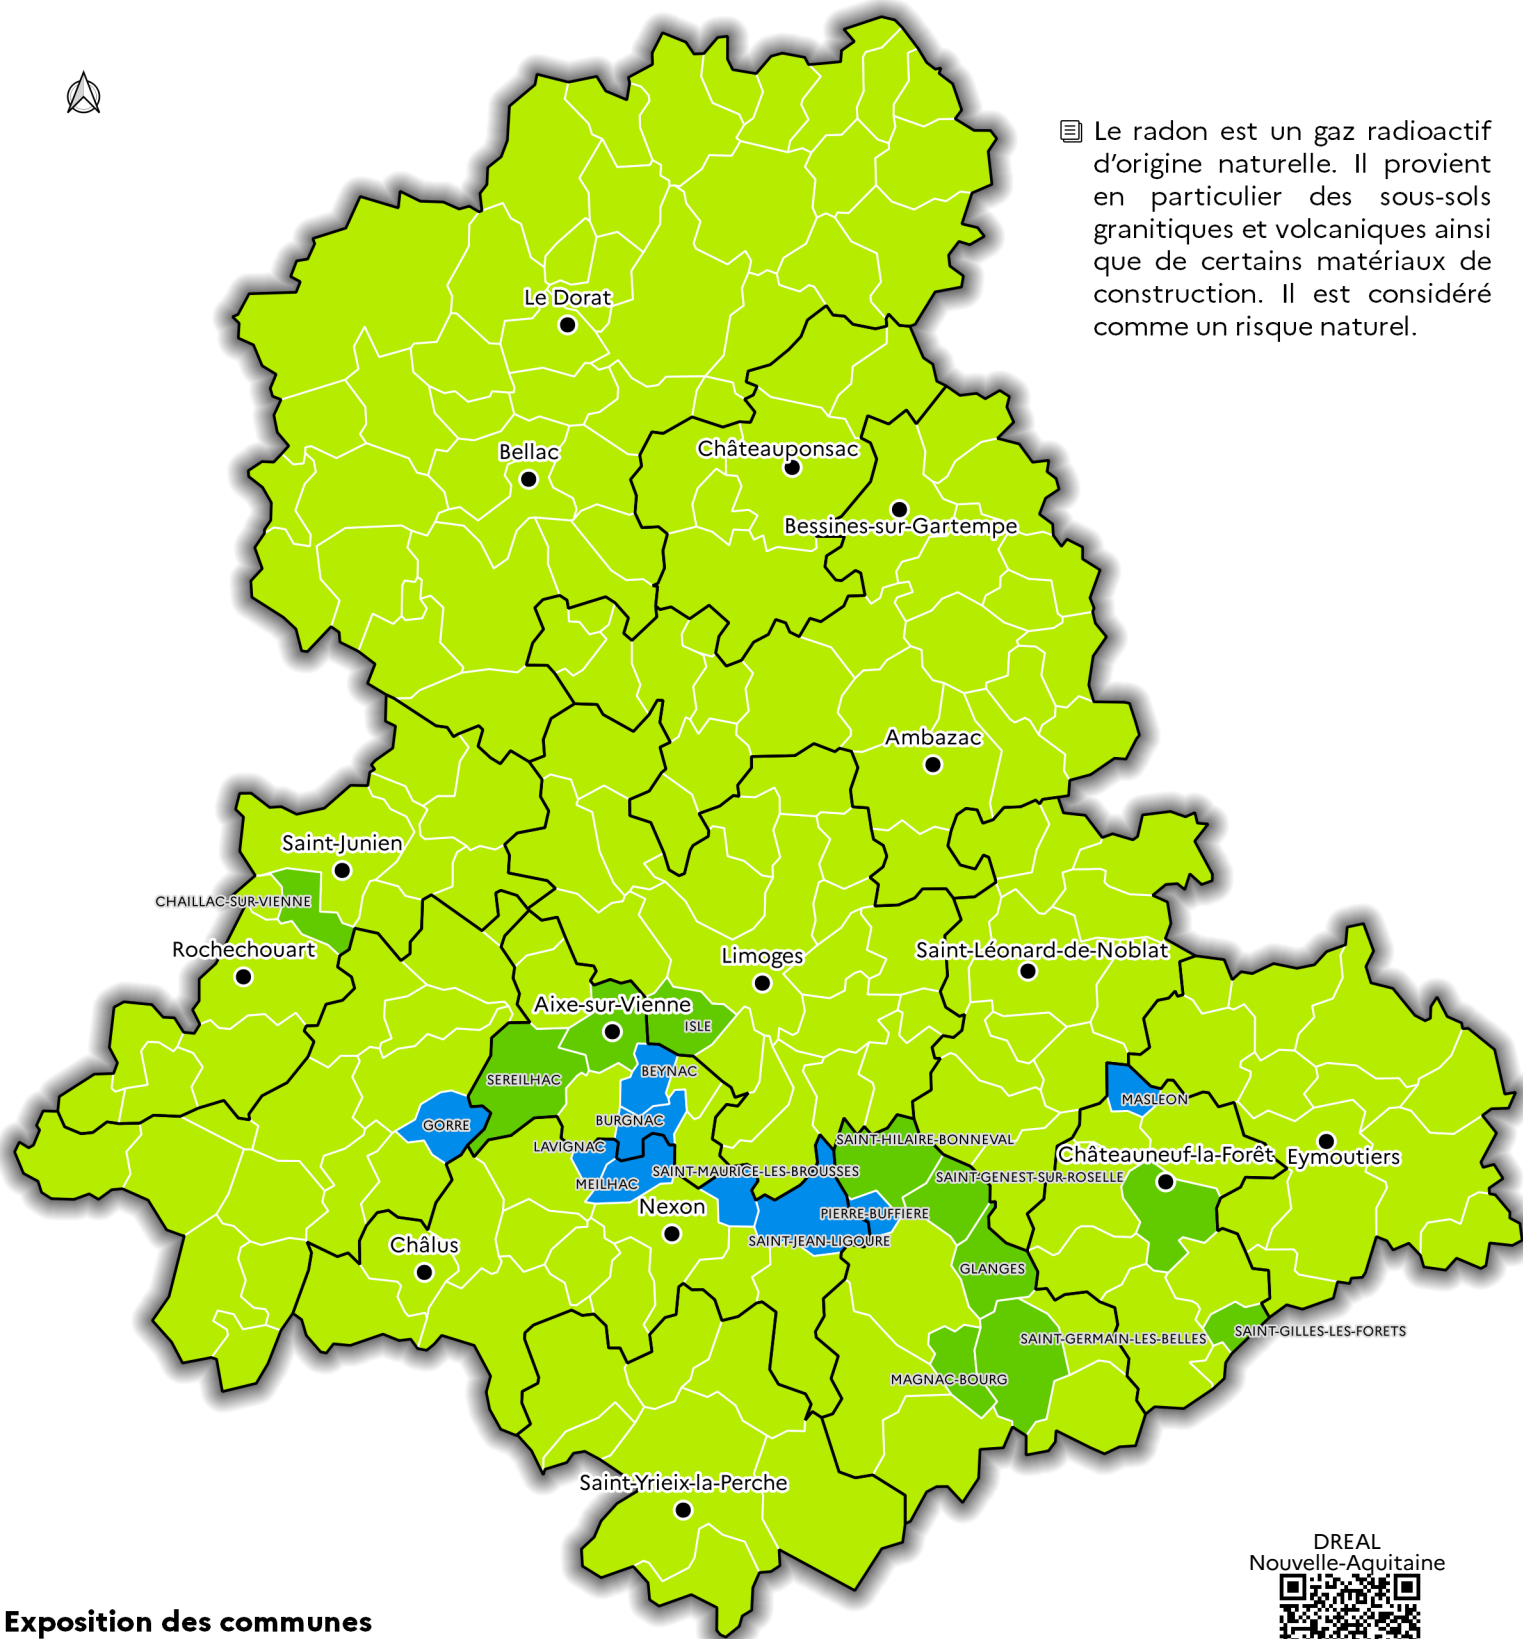 Le radon est un gaz radioactif
d’origine naturelle. Il provient
en particulier des sous-sols
granitiques et volcaniques ainsi
que de certains matériaux de
construction. Il est considéré
comme un risque naturel.
Le Dorat
Bellac
Châteauponsac
Bessines-sur-Gartempe
Ambazac
Saint-Junien
CHAILLAC-SUR-VIENNE
Rochechouart
Limoges
Saint-Léonard-de-Noblat
Aixe-sur-Vienne
ISLE
SEREILHAC
BEYNAC
MASLEON
BURGNAC
GORRE
LAVIGNAC
SAINT-HILAIRE-BONNEVAL
Châteauneuf-la-Forêt
Eymoutiers
SAINT-MAURICE-LES-BROUSSES
SAINT-GENEST-SUR-ROSELLE
MEILHAC
Nexon
PIERRE-BUFFIERE
SAINT-JEAN-LIGOURE
Châlus
GLANGES
SAINT-GERMAIN-LES-BELLES
SAINT-GILLES-LES-FORETS
MAGNAC-BOURG
Saint-Yrieix-la-Perche
DREAL
Nouvelle-Aquitaine
Exposition des communes